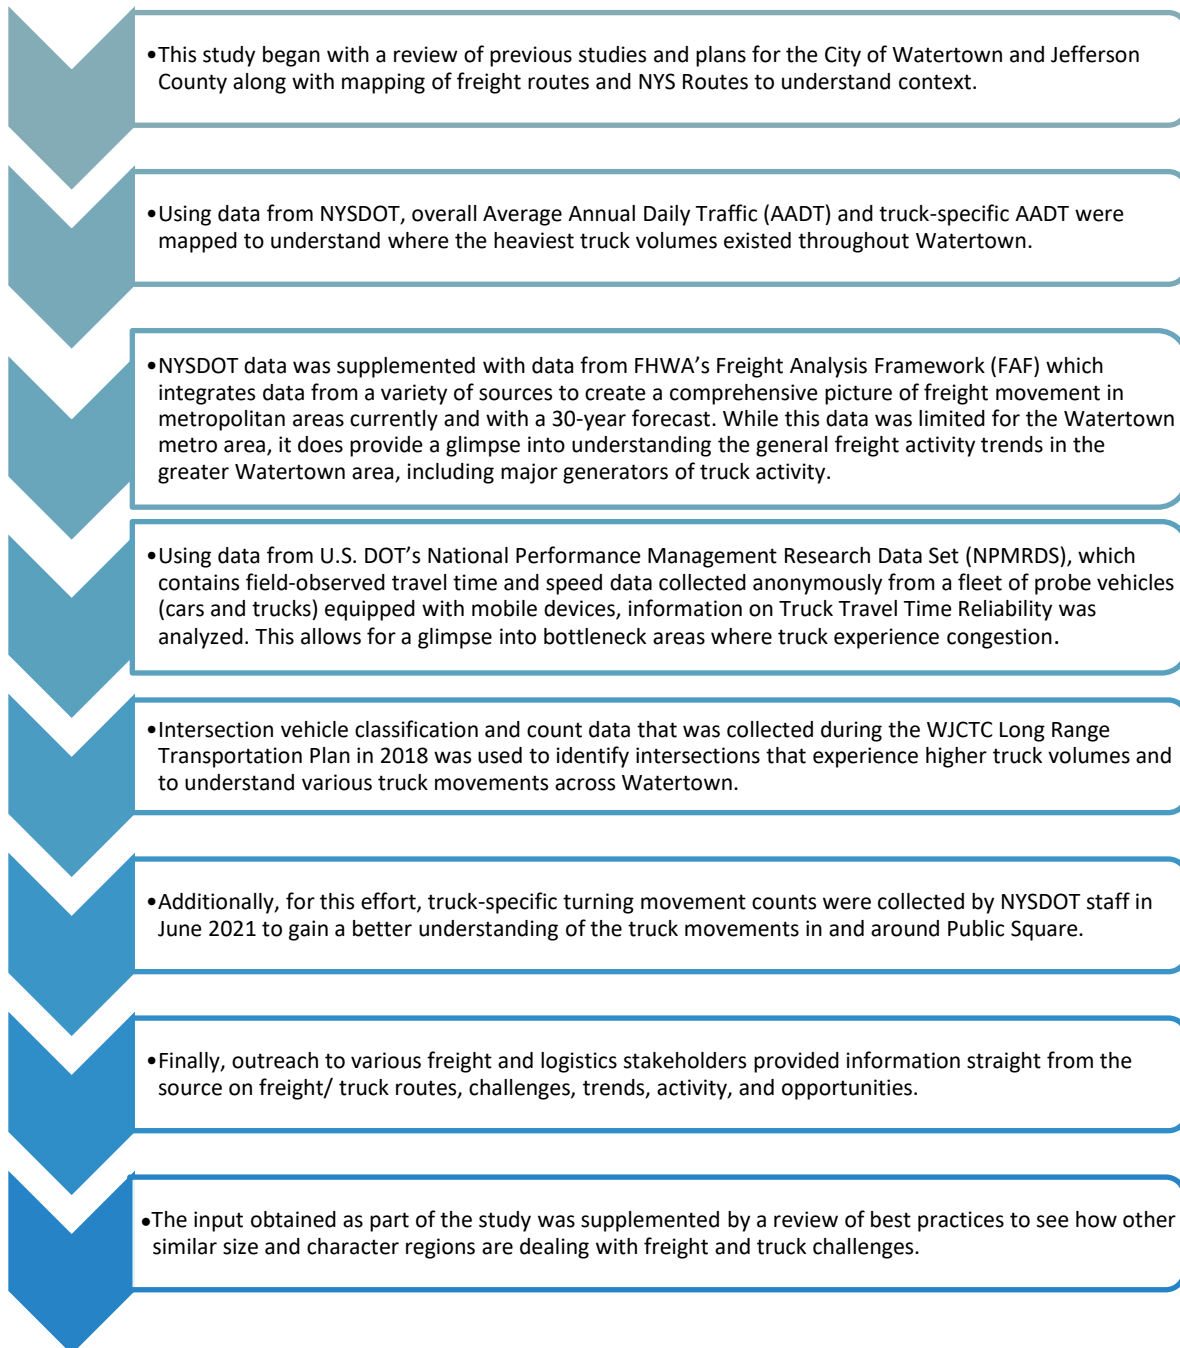 •This study began with a review of previous studies and plans for the City of Watertown and Jefferson
County along with mapping of freight routes and NYS Routes to understand context.
•Using data from NYSDOT, overall Average Annual Daily Traffic (AADT) and truck-specific AADT were
mapped to understand where the heaviest truck volumes existed throughout Watertown.
•NYSDOT data was supplemented with data from FHWA’s Freight Analysis Framework (FAF) which
integrates data from a variety of sources to create a comprehensive picture of freight movement in
metropolitan areas currently and with a 30-year forecast. While this data was limited for the Watertown
metro area, it does provide a glimpse into understanding the general freight activity trends in the
greater Watertown area, including major generators of truck activity.
•Using data from U.S. DOT’s National Performance Management Research Data Set (NPMRDS), which
contains field-observed travel time and speed data collected anonymously from a fleet of probe vehicles
(cars and trucks) equipped with mobile devices, information on Truck Travel Time Reliability was
analyzed. This allows for a glimpse into bottleneck areas where truck experience congestion.
•Intersection vehicle classification and count data that was collected during the WJCTC Long Range
Transportation Plan in 2018 was used to identify intersections that experience higher truck volumes and
to understand various truck movements across Watertown.
•Additionally, for this effort, truck-specific turning movement counts were collected by NYSDOT staff in
June 2021 to gain a better understanding of the truck movements in and around Public Square.
•Finally, outreach to various freight and logistics stakeholders provided information straight from the
source on freight/ truck routes, challenges, trends, activity, and opportunities.
•The input obtained as part of the study was supplemented by a review of best practices to see how other
similar size and character regions are dealing with freight and truck challenges.